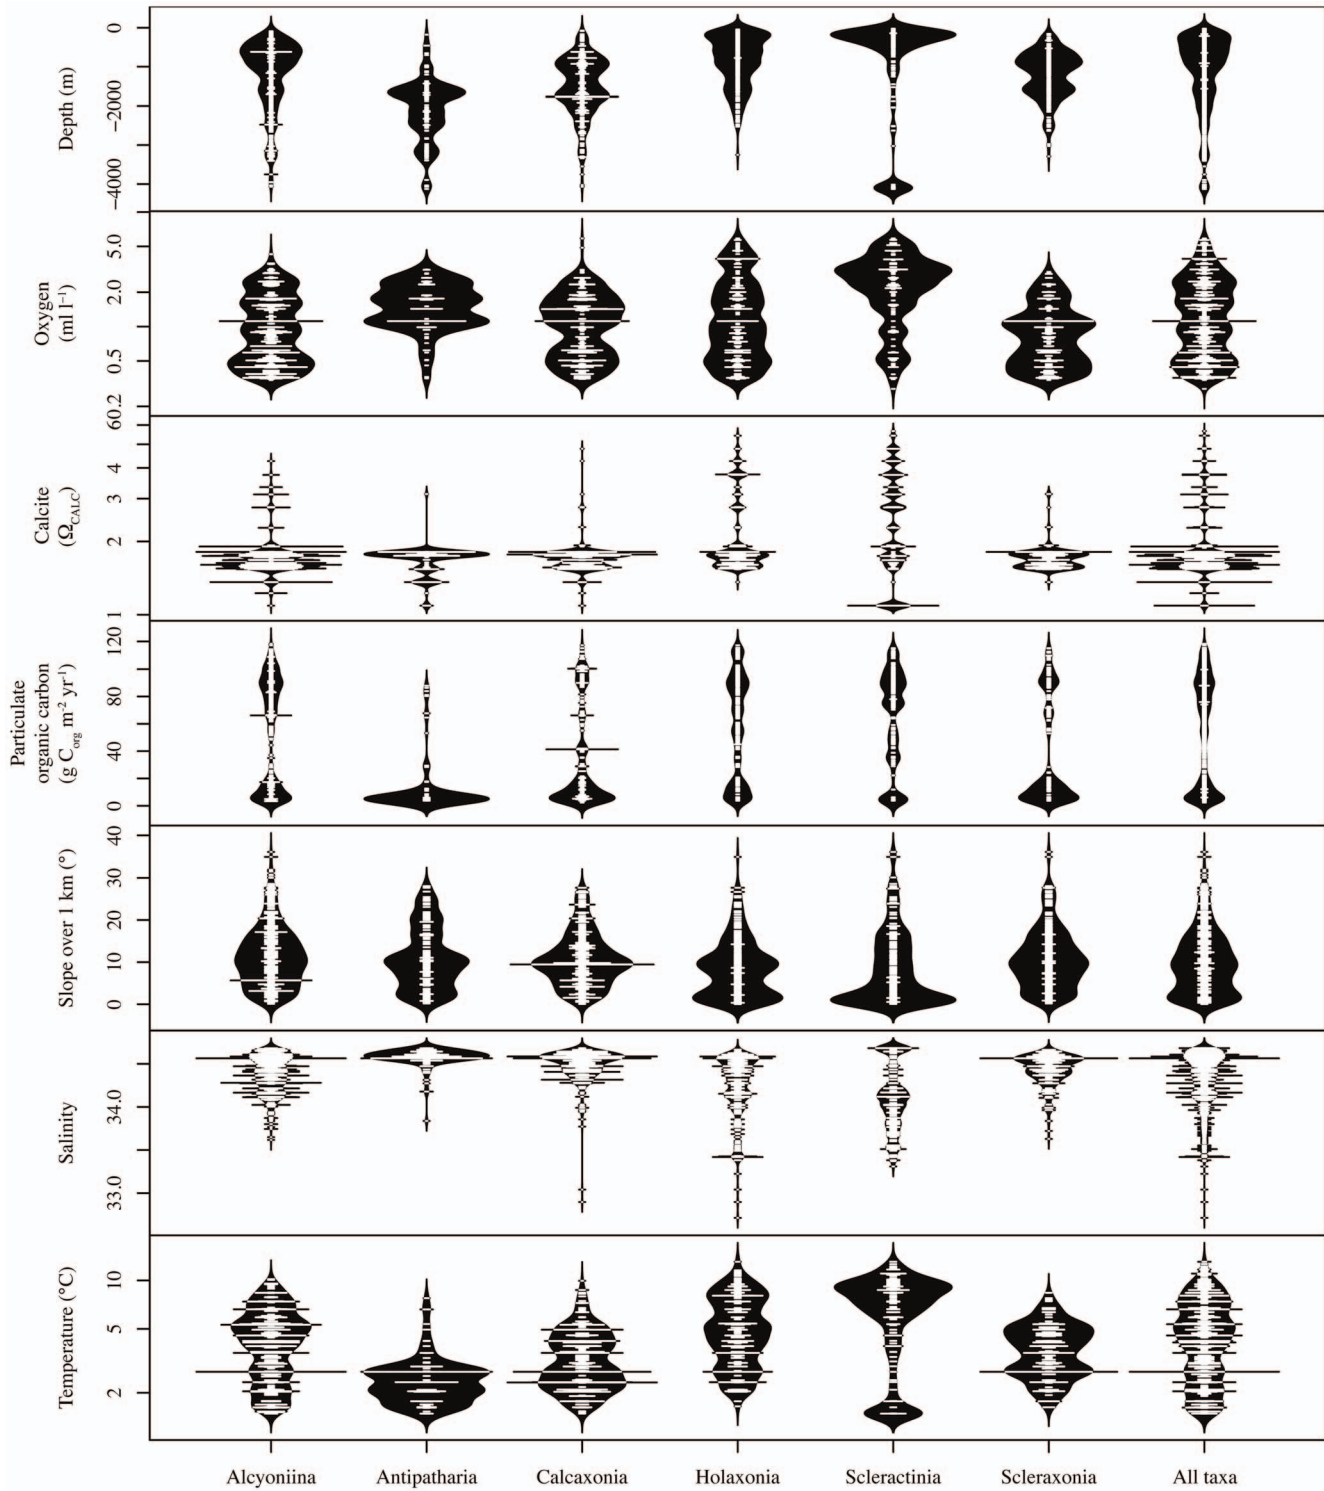 0
−2000
−4000
Depth (m)
5.0
2.0
0.5
60.2
Oxygen
(ml l⁻¹)
4
3
2
1
Calcite
(Ω_CALC)
120
80
40
0
Particulate
organic carbon
(g C_org m⁻² yr⁻¹)
40
30
20
10
0
Slope over 1 km (°)
34.0
33.0
Salinity
10
5
2
Temperature (°C)
Alcyoniina Antipatharia Calcaxonia Holaxonia Scleractinia Scleraxonia All taxa